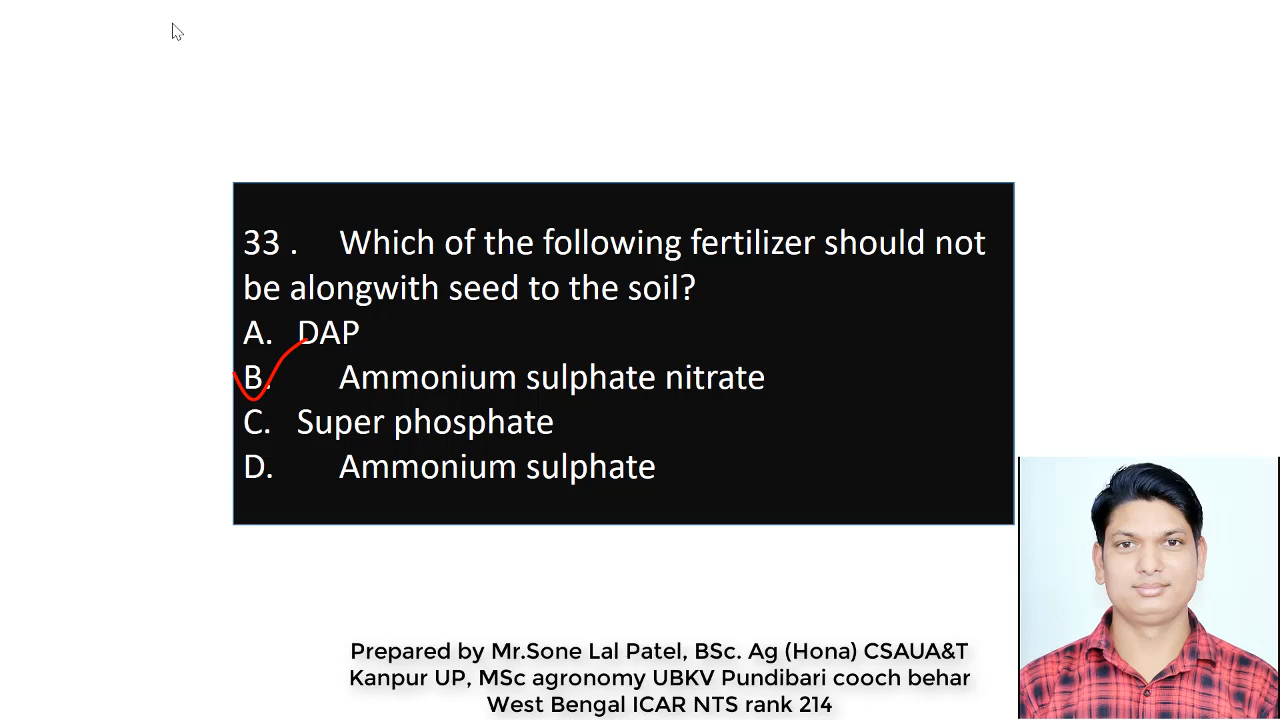 33 . Which of the following fertilizer should not
be alongwith seed to the soil?
A. DAP
B. Ammonium sulphate nitrate
C. Super phosphate
D. Ammonium sulphate
Prepared by Mr.Sone Lal Patel, BSc. Ag (Hona) CSAUA&T
Kanpur UP, MSc agronomy UBKV Pundibari cooch behar
West Bengal ICAR NTS rank 214